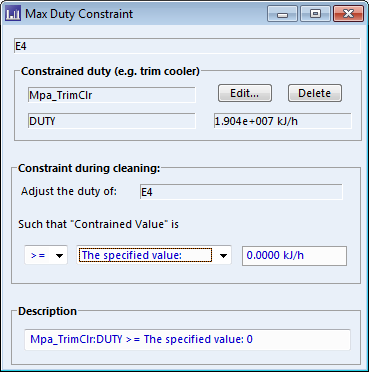 Max Duty Constraint
E4
Constrained duty (e.g. trim cooler)
Mpa_TrimClr
Edit...
Delete
DUTY
1.904e+007 kJ/h
Constraint during cleaning:
Adjust the duty of:
E4
Such that "Contrained Value" is
>=
The specified value:
0.0000 kJ/h
Description
Mpa_TrimClr:DUTY >= The specified value: 0